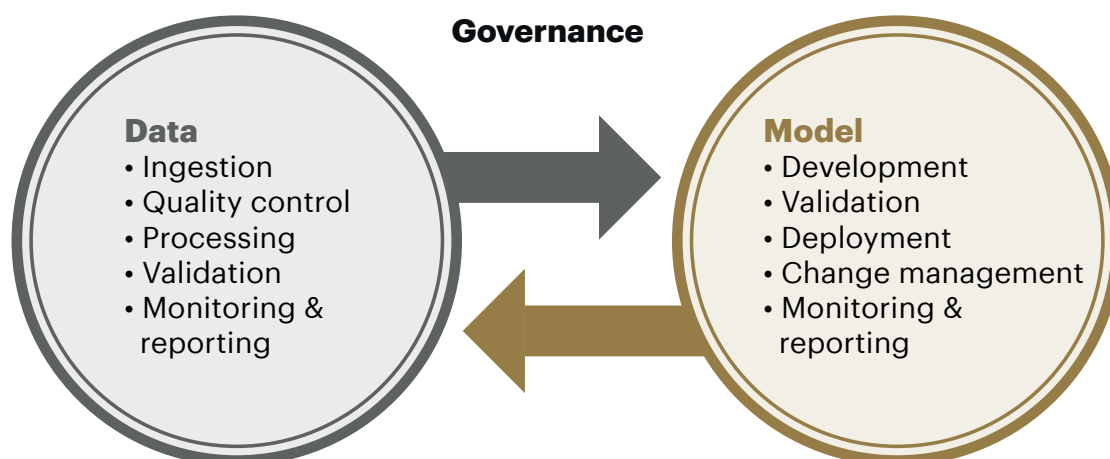 Governance
Data
• Ingestion
• Quality control
• Processing
• Validation
• Monitoring &
reporting
Model
• Development
• Validation
• Deployment
• Change management
• Monitoring &
reporting